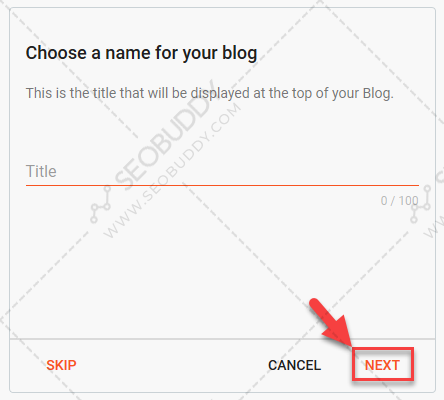 Choose a name for your blog
This is the title that will be displayed at the top of your Blog.
SEOBUDDY
WWW.SEOBUDDY.COM
Title
0 / 100
SKIP CANCEL NEXT